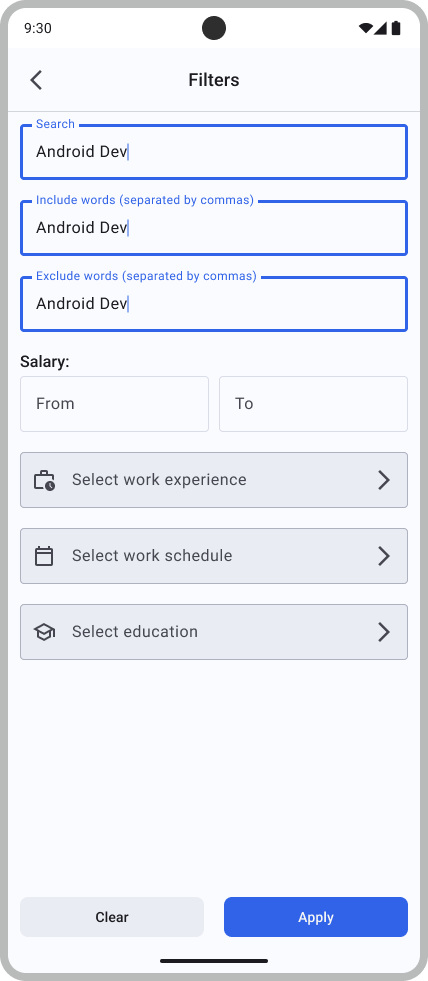 9:30
Filters
Search
Android Dev
Include words (separated by commas)
Android Dev
Exclude words (separated by commas)
Android Dev
Salary:
From To
Select work experience
Select work schedule
Select education
Clear Apply